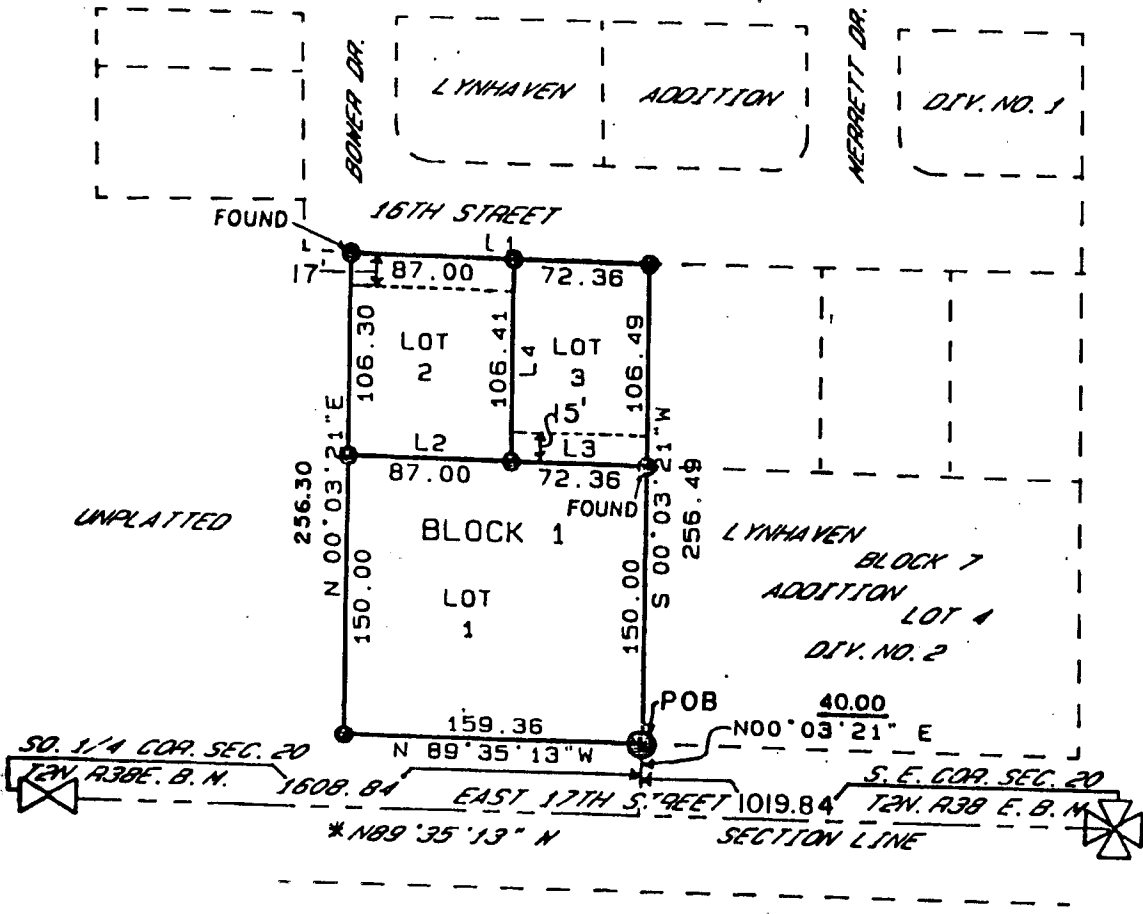 BOWER DR.
LYNHAVEN
ADDITION
MERRETT DR.
DIV. NO. 1
16TH STREET
FOUND
L1
17'
87.00
72.36
106.30
LOT
2
106.41
L4
LOT
3
106.49
15'
L2
L3
87.00
72.36
FOUND
N 00°03'21"E
256.30
S 00°03'21"W
256.49
UNPLATTED
BLOCK 1
LOT
1
150.00
150.00
LYNHAVEN
BLOCK 7
ADDITION
LOT 4
DIV. NO. 2
POB
40.00
N00°03'21" E
159.36
N 89°35'13"W
SO. 1/4 COR. SEC. 20
T2N. R38E. B. M.
1608.84
EAST 17TH STREET
1019.84
S. E. COR. SEC. 20
T2N. R38 E. B. M.
* N89°35'13" W
SECTION LINE